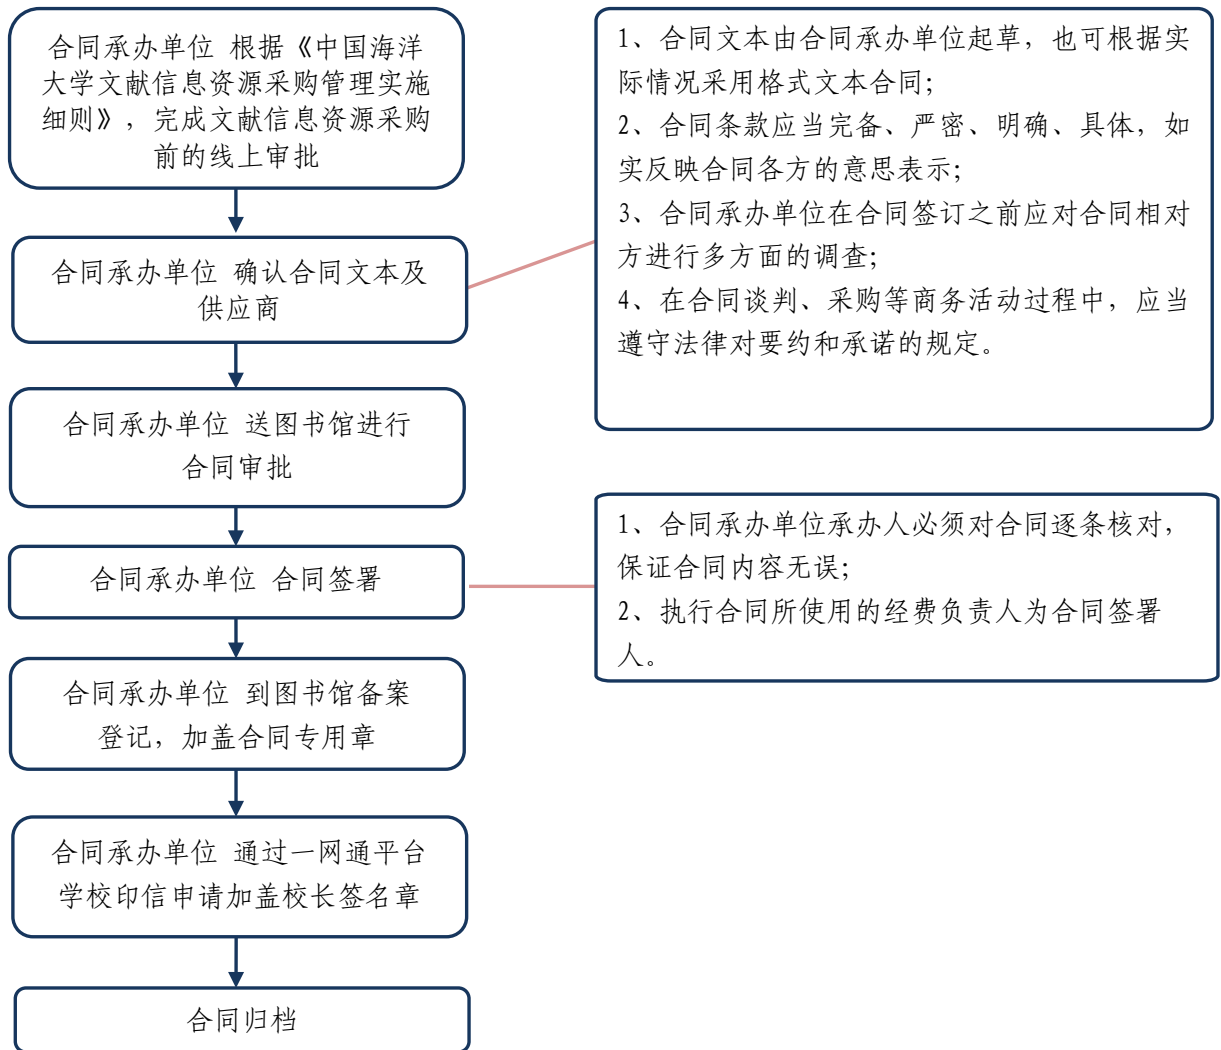 合同承办单位 根据《中国海洋
大学文献信息资源采购管理实施
细则》，完成文献信息资源采购
前的线上审批
合同承办单位 确认合同文本及
供应商
合同承办单位 送图书馆进行
合同审批
合同承办单位 合同签署
合同承办单位 到图书馆备案
登记，加盖合同专用章
合同承办单位 通过一网通平台
学校印信申请加盖校长签名章
合同归档
1、合同文本由合同承办单位起草，也可根据实
际情况采用格式文本合同；
2、合同条款应当完备、严密、明确、具体，如
实反映合同各方的意思表示；
3、合同承办单位在合同签订之前应对合同相对
方进行多方面的调查；
4、在合同谈判、采购等商务活动过程中，应当
遵守法律对要约和承诺的规定。
1、合同承办单位承办人必须对合同逐条核对，
保证合同内容无误；
2、执行合同所使用的经费负责人为合同签署
人。